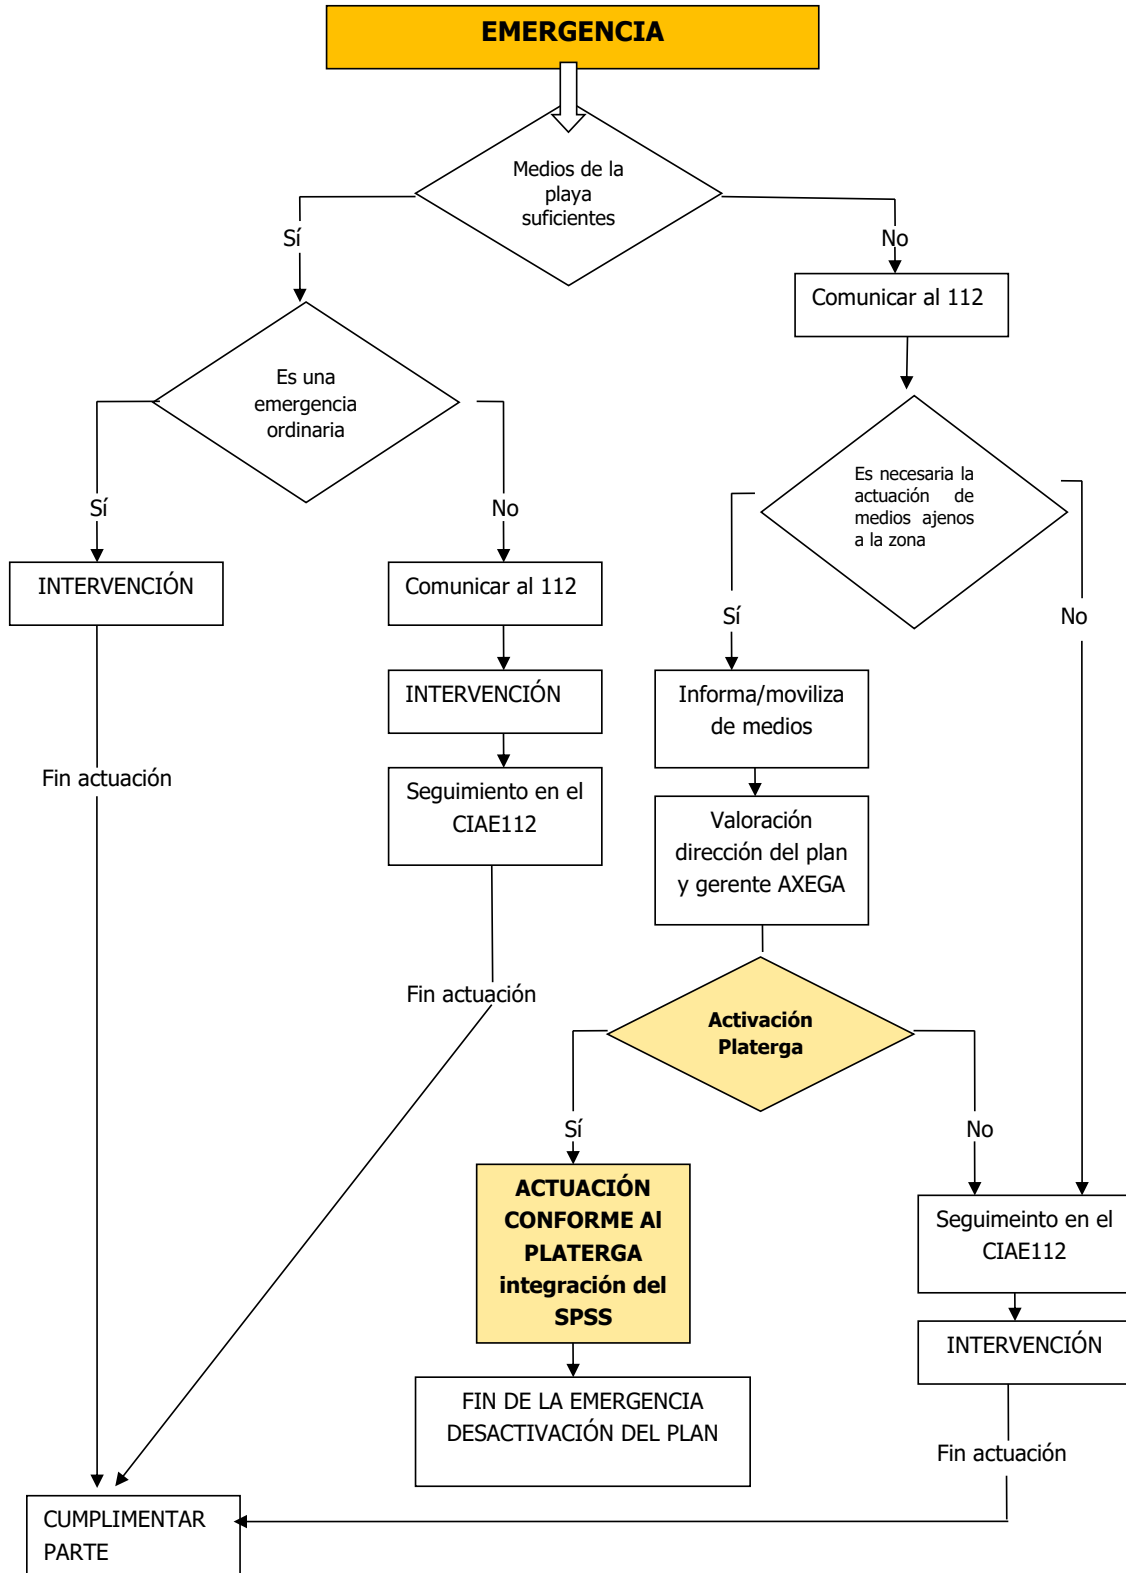 EMERGENCIA
Medios de la
playa
suficientes
Sí
No
Comunicar al 112
Es una
emergencia
ordinaria
Es necesaria la
actuación de
medios ajenos
a la zona
Sí
No
Sí
No
INTERVENCIÓN
Comunicar al 112
INTERVENCIÓN
Informa/moviliza
de medios
Fin actuación
Seguimiento en el
CIAE112
Valoración
dirección del plan
y gerente AXEGA
Fin actuación
Activación
Platerga
Sí
No
ACTUACIÓN
CONFORME Al
PLATERGA
integración del
SPSS
Seguimeinto en el
CIAE112
INTERVENCIÓN
FIN DE LA EMERGENCIA
DESACTIVACIÓN DEL PLAN
Fin actuación
CUMPLIMENTAR
PARTE